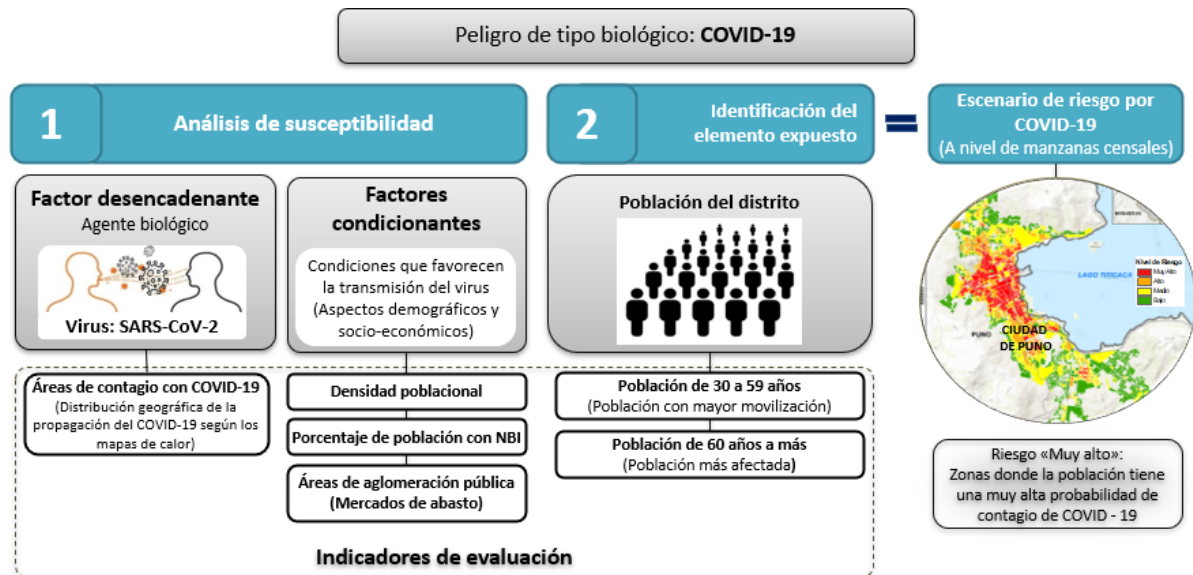 Peligro de tipo biológico: COVID-19
1
Análisis de susceptibilidad
2
Identificación del
elemento expuesto
=
Escenario de riesgo por
COVID-19
(A nivel de manzanas censales)
Factor desencadenante
Agente biológico
Virus: SARS-CoV-2
Factores
condicionantes
Condiciones que favorecen
la transmisión del virus
(Aspectos demográficos y
socio-económicos)
Población del distrito
LAGO TITICACA
Nivel de Riesgo
Muy Alto
Alto
Medio
Bajo
PUNO
CIUDAD
DE PUNO
Áreas de contagio con COVID-19
(Distribución geográfica de la
propagación del COVID-19 según los
mapas de calor)
Densidad poblacional
Porcentaje de población con NBI
Áreas de aglomeración pública
(Mercados de abasto)
Población de 30 a 59 años
(Población con mayor movilización)
Población de 60 años a más
(Población más afectada)
Riesgo «Muy alto»:
Zonas donde la población tiene
una muy alta probabilidad de
contagio de COVID - 19
Indicadores de evaluación